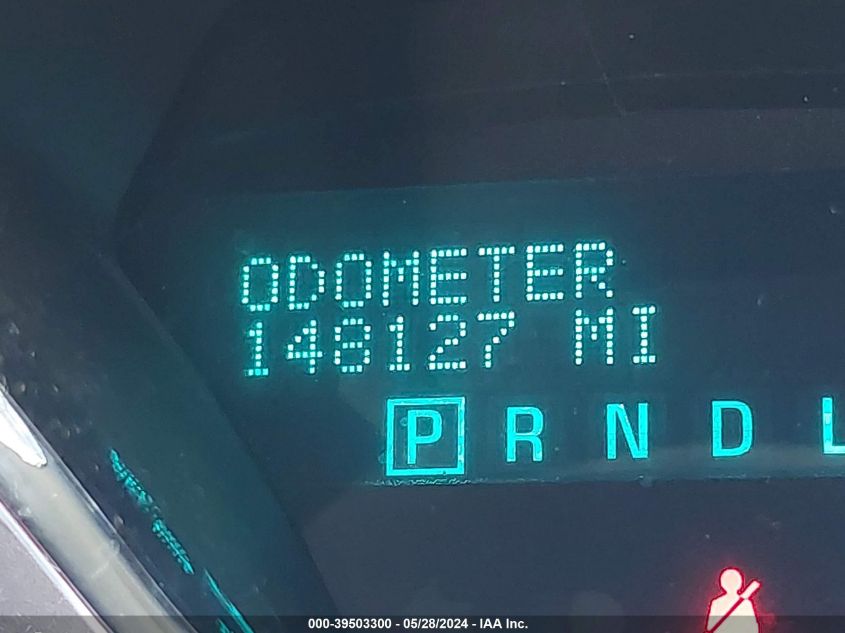 ODOMETER
148127 MI
P R N D L
000-39503300 - 05/28/2024 - IAA Inc.